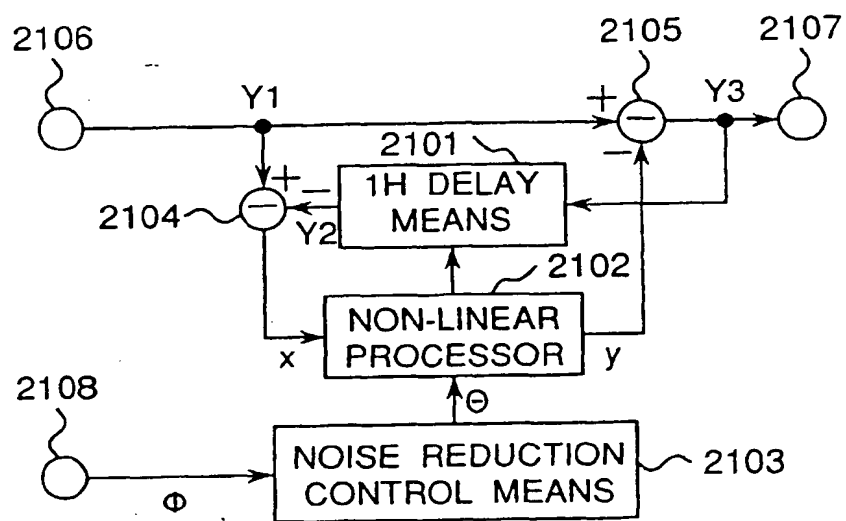 2106
2105
2107
Y1
+
−
Y3
2101
−
+
−
1H DELAY
MEANS
2104
−
Y2
2102
NON-LINEAR
PROCESSOR
x
y
2108
Θ
NOISE REDUCTION
CONTROL MEANS
2103
Φ